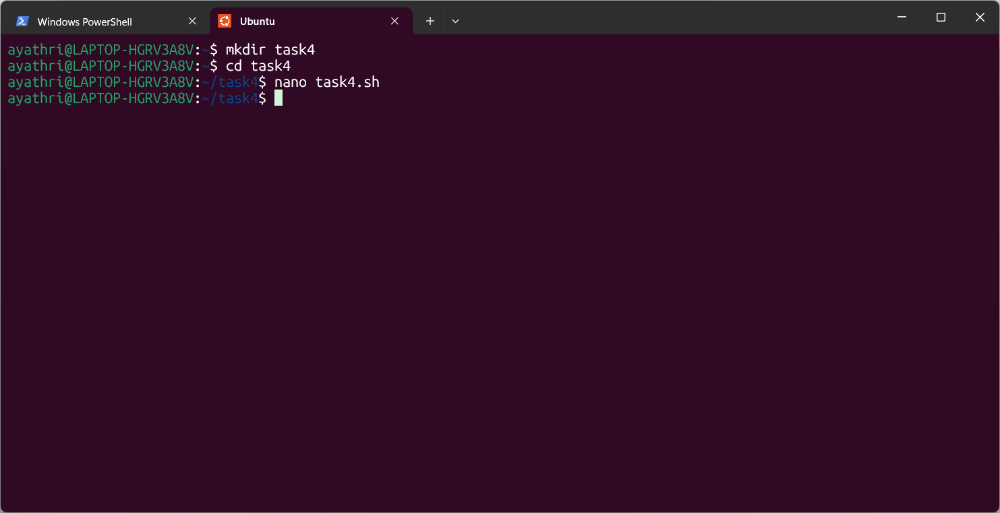 Windows PowerShell
Ubuntu
ayathri@LAPTOP-HGRV3A8V:~$ mkdir task4
ayathri@LAPTOP-HGRV3A8V:~$ cd task4
ayathri@LAPTOP-HGRV3A8V:~/task4$ nano task4.sh
ayathri@LAPTOP-HGRV3A8V:~/task4$